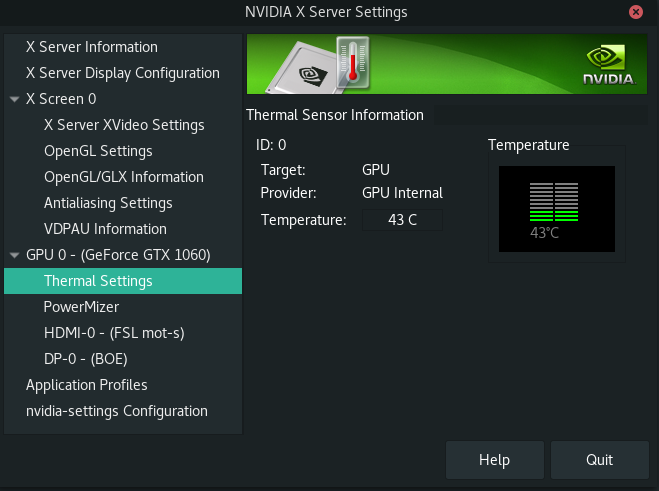 NVIDIA X Server Settings
X Server Information
X Server Display Configuration
X Screen 0
X Server XVideo Settings
OpenGL Settings
OpenGL/GLX Information
Antialiasing Settings
VDPAU Information
GPU 0 - (GeForce GTX 1060)
Thermal Settings
PowerMizer
HDMI-0 - (FSL mot-s)
DP-0 - (BOE)
Application Profiles
nvidia-settings Configuration
NVIDIA
Thermal Sensor Information
ID: 0
Target: GPU
Provider: GPU Internal
Temperature: 43 C
Temperature
43°C
Help Quit